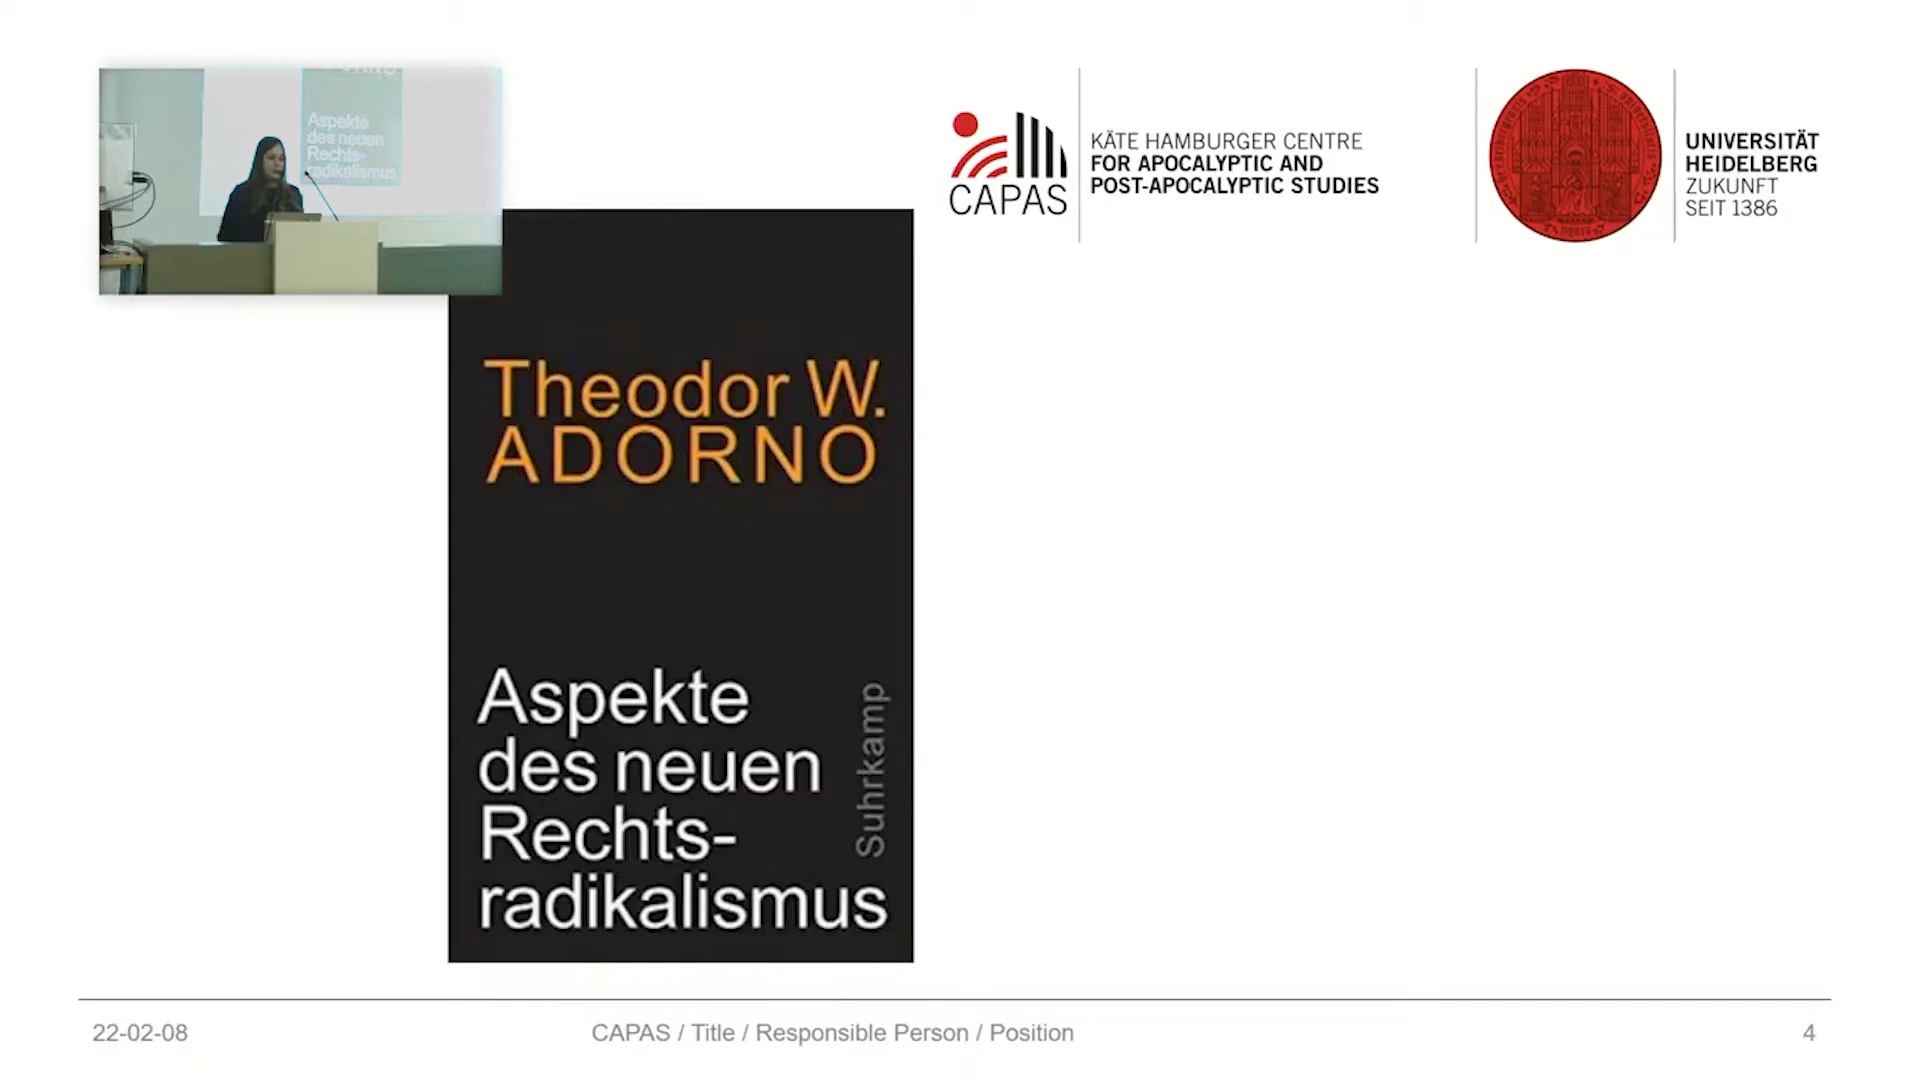 Aspekte
des neuen
Rechts-
radikalismus
CAPAS
KÄTE HAMBURGER CENTRE
FOR APOCALYPTIC AND
POST-APOCALYPTIC STUDIES
UNIVERSITÄT
HEIDELBERG
ZUKUNFT
SEIT 1386
Theodor W.
ADORNO
Aspekte
des neuen
Rechts-
radikalismus
Suhrkamp
22-02-08
CAPAS / Title / Responsible Person / Position
4